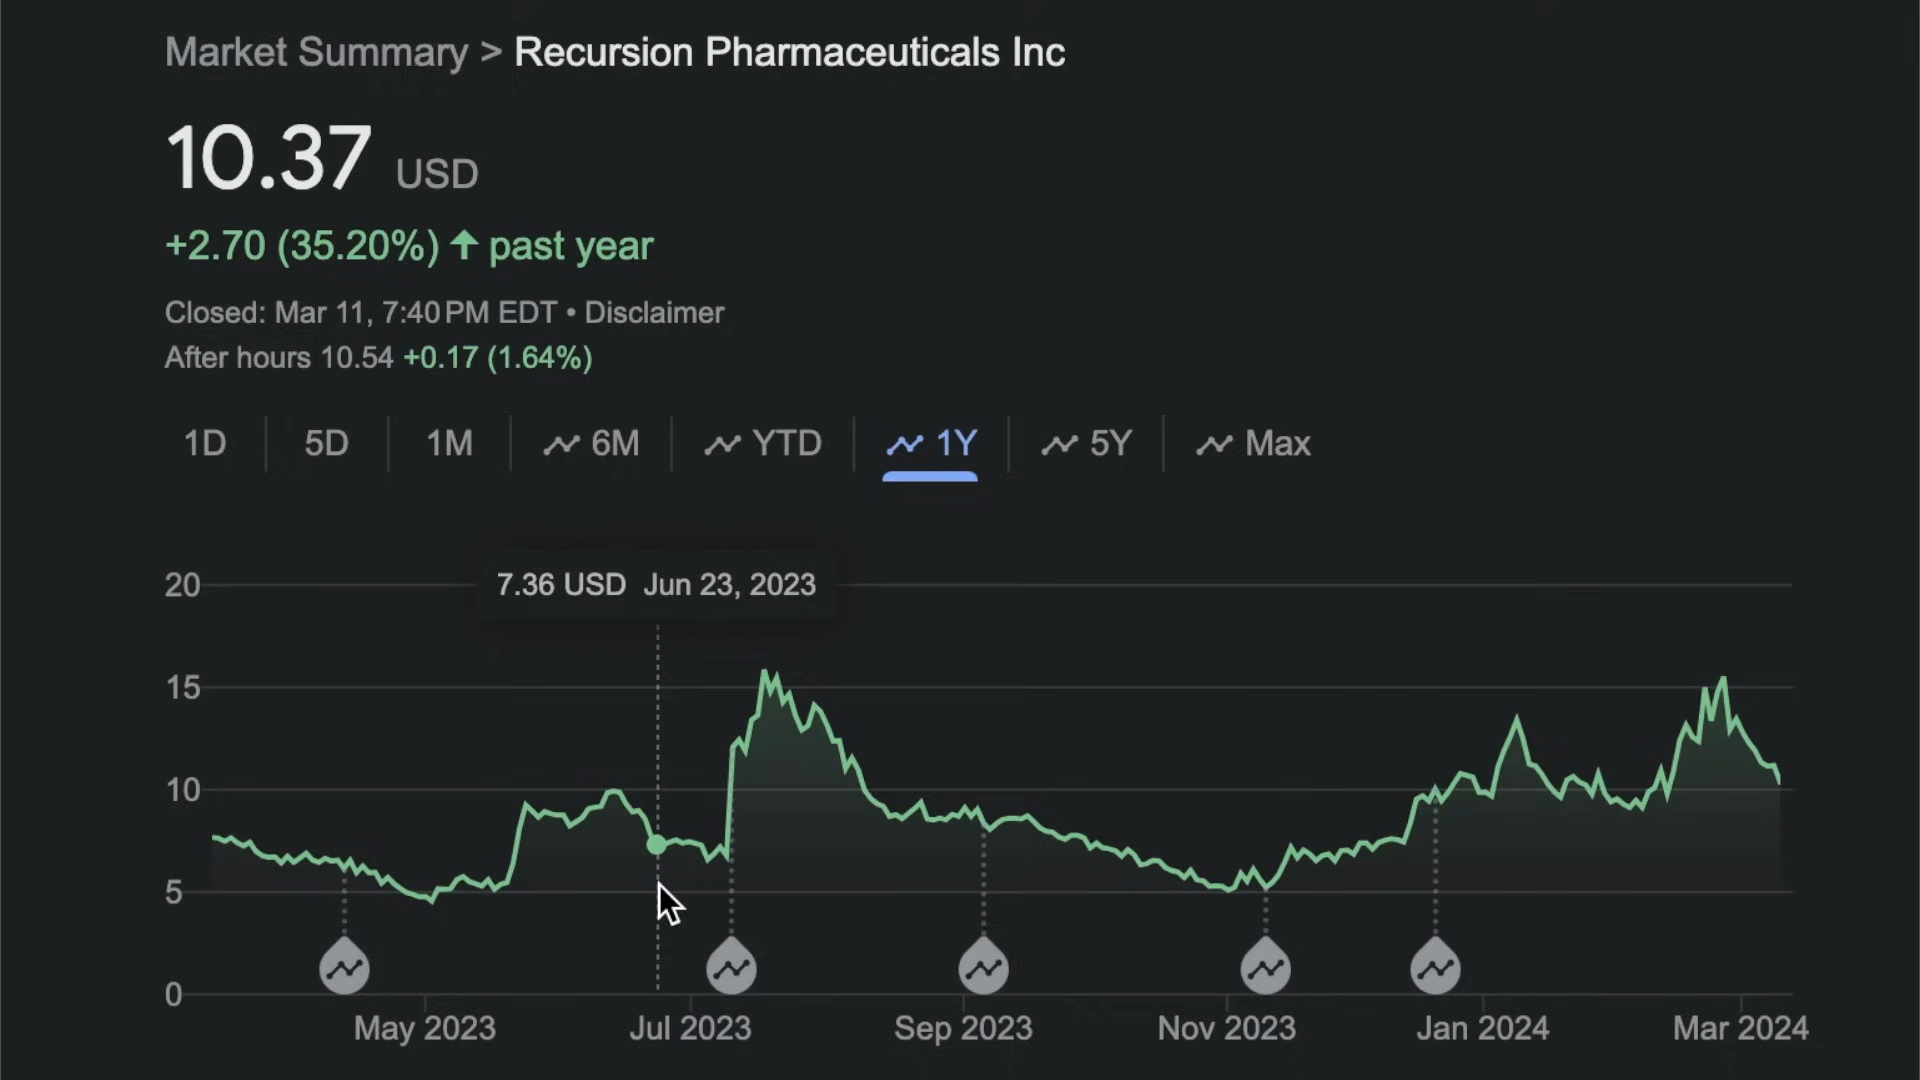 Market Summary > Recursion Pharmaceuticals Inc
10.37 USD
+2.70 (35.20%) ↑ past year
Closed: Mar 11, 7:40 PM EDT • Disclaimer
After hours 10.54 +0.17 (1.64%)
1D 5D 1M 6M YTD 1Y 5Y Max
7.36 USD Jun 23, 2023
20
15
10
5
0
May 2023 Jul 2023 Sep 2023 Nov 2023 Jan 2024 Mar 2024